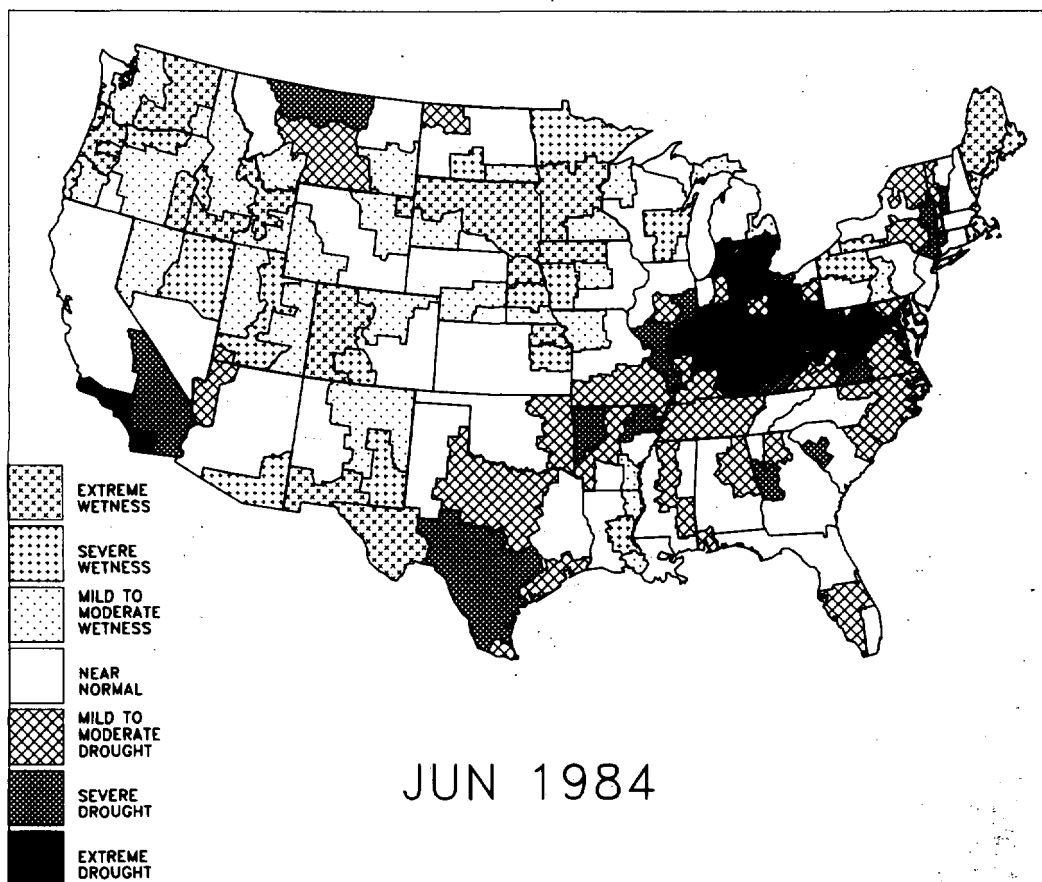 EXTREME
WETNESS
SEVERE
WETNESS
MILD TO
MODERATE
WETNESS
NEAR
NORMAL
MILD TO
MODERATE
DROUGHT
SEVERE
DROUGHT
EXTREME
DROUGHT
JUN 1984